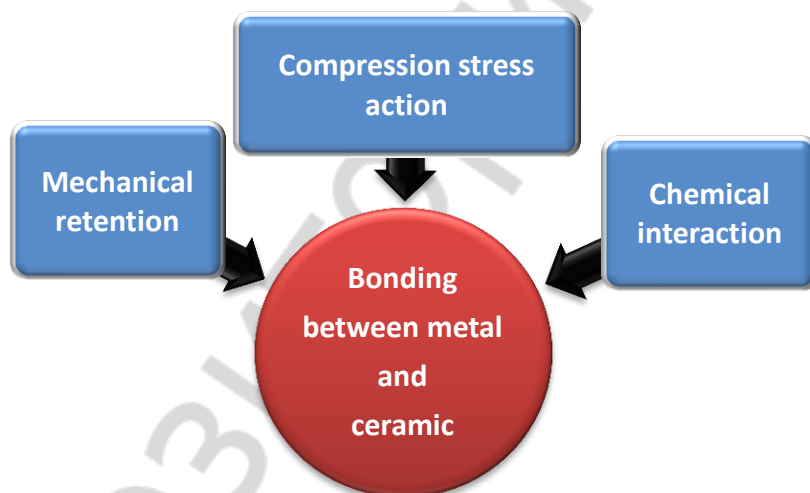 Compression stress
action
Mechanical
retention
Chemical
interaction
Bonding
between metal
and
ceramic